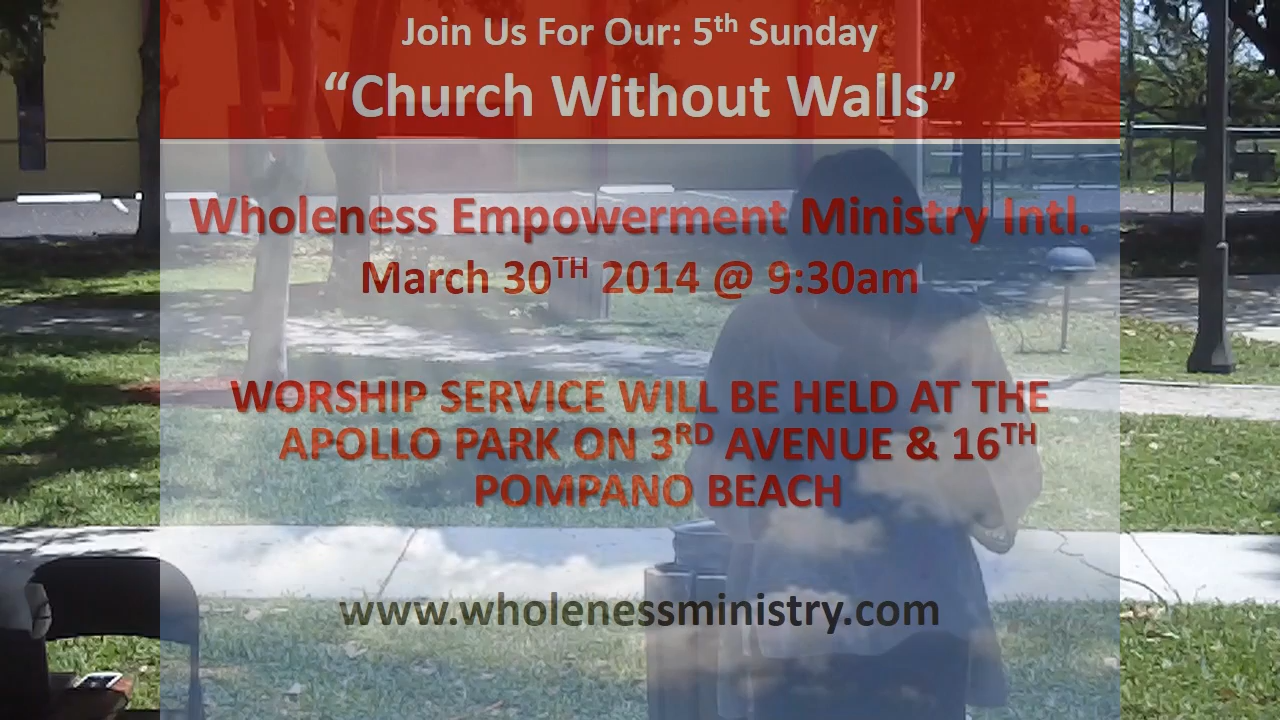 Join Us For Our: 5th Sunday
“Church Without Walls”
Wholeness Empowerment Ministry Intl.
March 30TH 2014 @ 9:30am
WORSHIP SERVICE WILL BE HELD AT THE
APOLLO PARK ON 3RD AVENUE & 16TH
POMPANO BEACH
www.wholenessministry.com